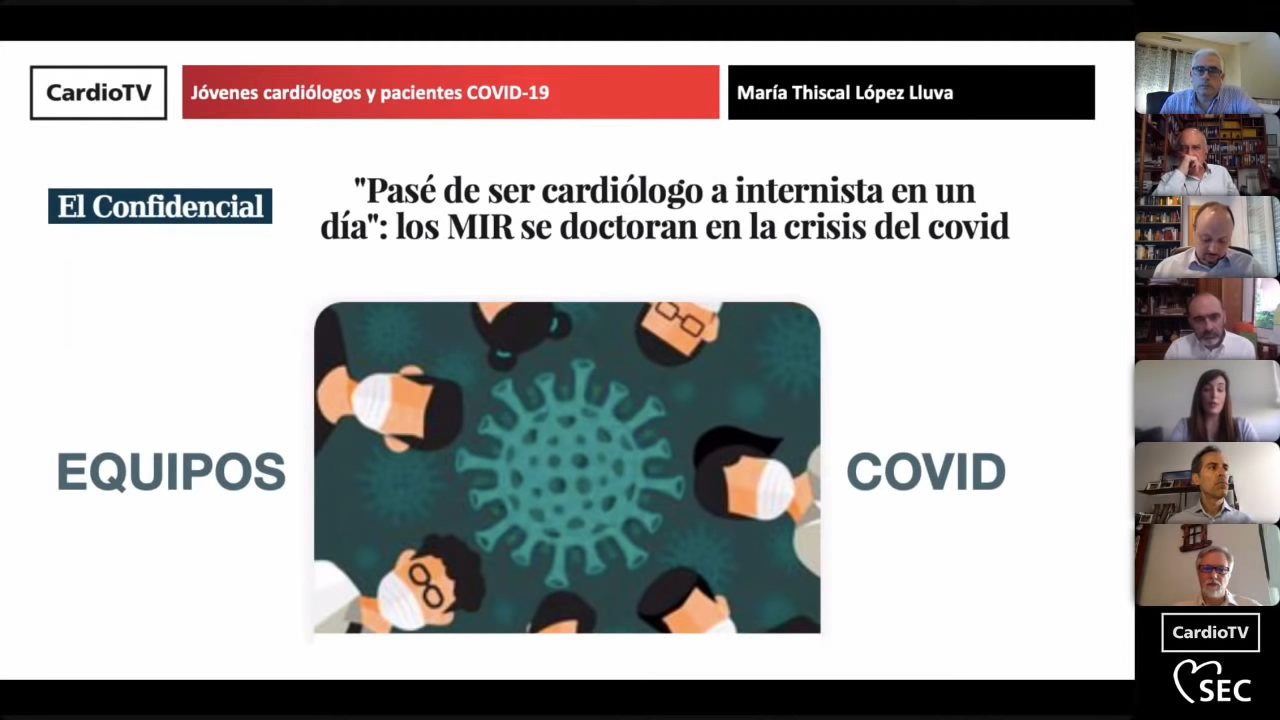 CardioTV
Jóvenes cardiólogos y pacientes COVID-19
María Thiscal López Lluva
El Confidencial
"Pasé de ser cardiólogo a internista en un
día": los MIR se doctoran en la crisis del covid
EQUIPOS
COVID
CardioTV
SEC